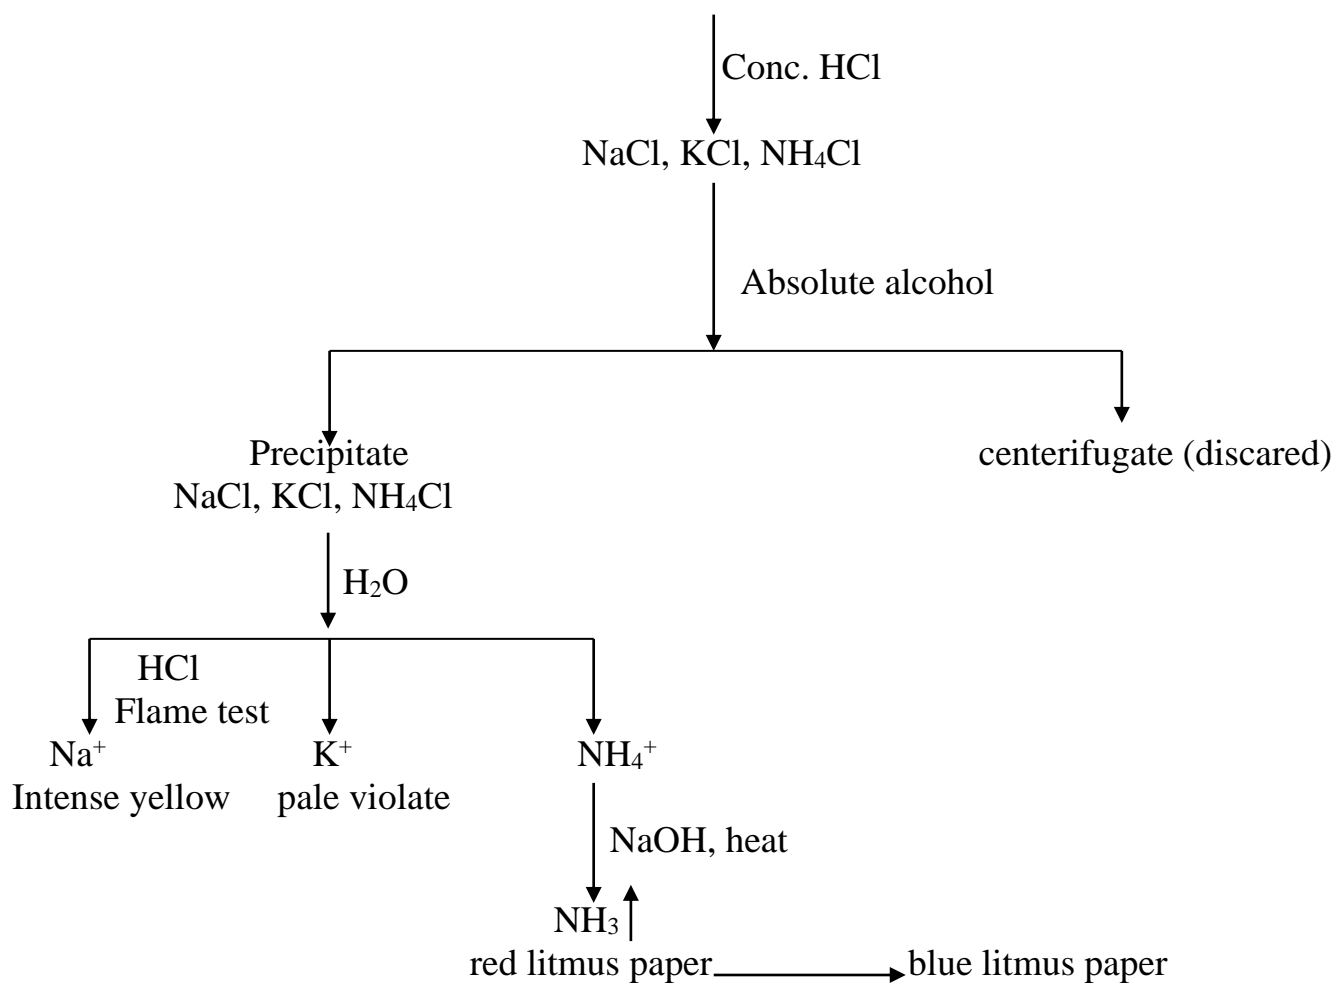 Conc. HCl
NaCl, KCl, NH₄Cl
Absolute alcohol
Precipitate
centerifugate (discared)
NaCl, KCl, NH₄Cl
H₂O
HCl
Flame test
Na⁺
K⁺
NH₄⁺
Intense yellow
pale violate
NaOH, heat
NH₃
red litmus paper
blue litmus paper